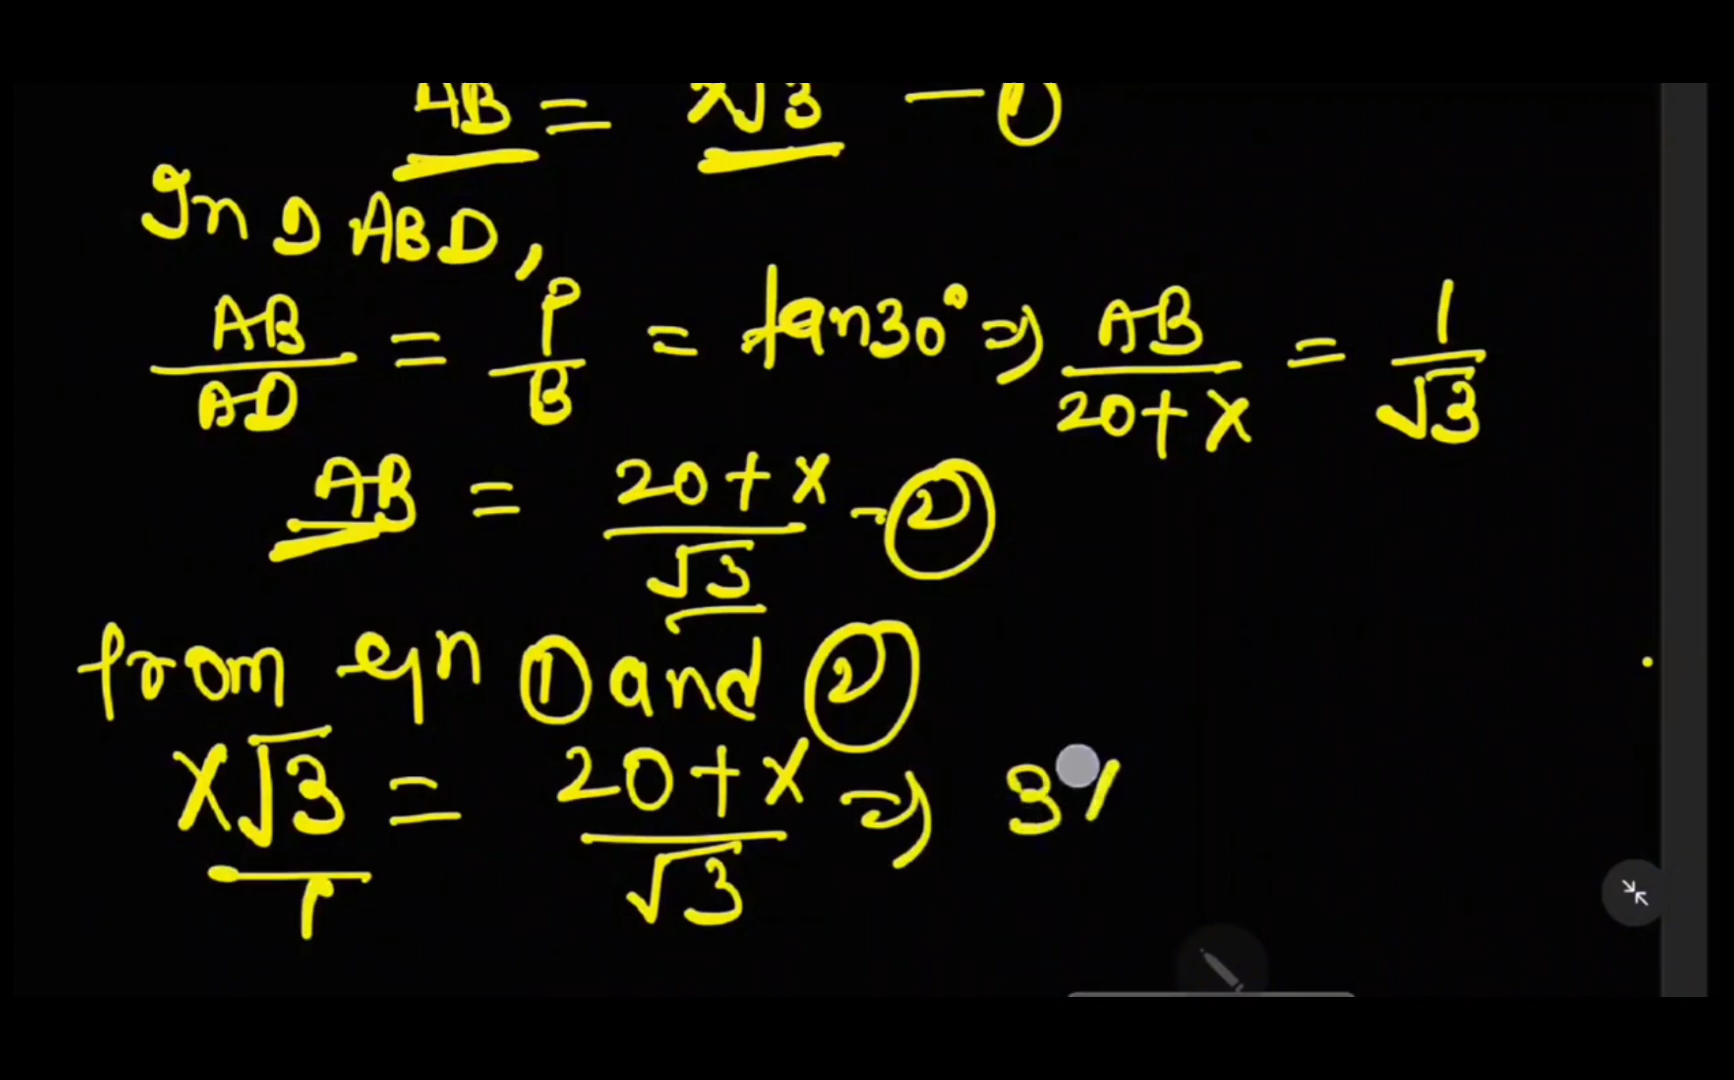 AB = x√3 - ①
In Δ ABD,
AB/AD = P/B = tan30° ⇒ AB/20+x = 1/√3
AB = 20+x/√3 - ②
from eqn ① and ②
x√3/1 = 20+x/√3 ⇒ 3